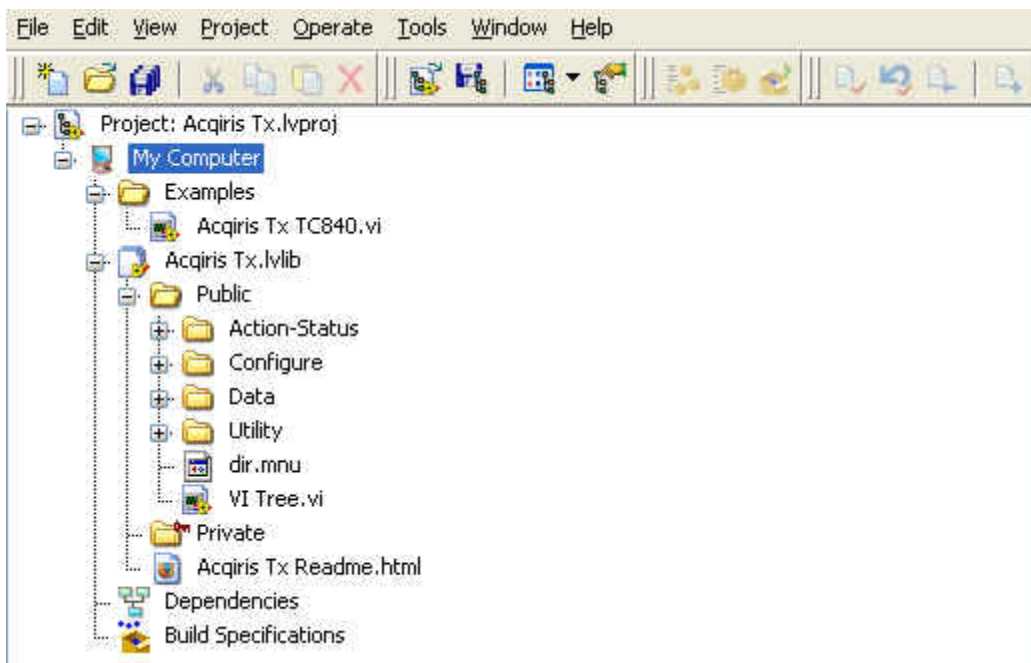 File Edit View Project Operate Tools Window Help
Project: Acqiris Tx.lvproj
My Computer
Examples
Acqiris Tx TC840.vi
Acqiris Tx.lvlib
Public
Action-Status
Configure
Data
Utility
dir.mnu
VI Tree.vi
Private
Acqiris Tx Readme.html
Dependencies
Build Specifications